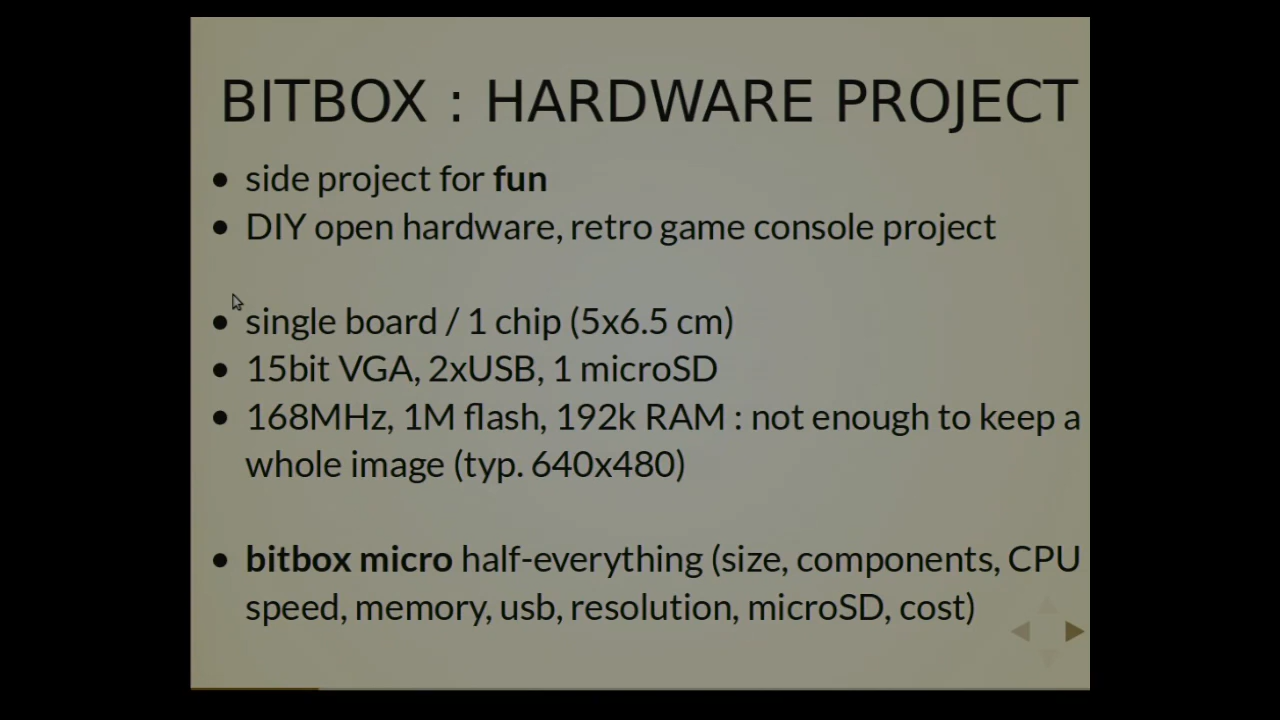 BITBOX : HARDWARE PROJECT
• side project for fun
• DIY open hardware, retro game console project
• single board / 1 chip (5x6.5 cm)
• 15bit VGA, 2xUSB, 1 microSD
• 168MHz, 1M flash, 192k RAM : not enough to keep a
whole image (typ. 640x480)
• bitbox micro half-everything (size, components, CPU
speed, memory, usb, resolution, microSD, cost)